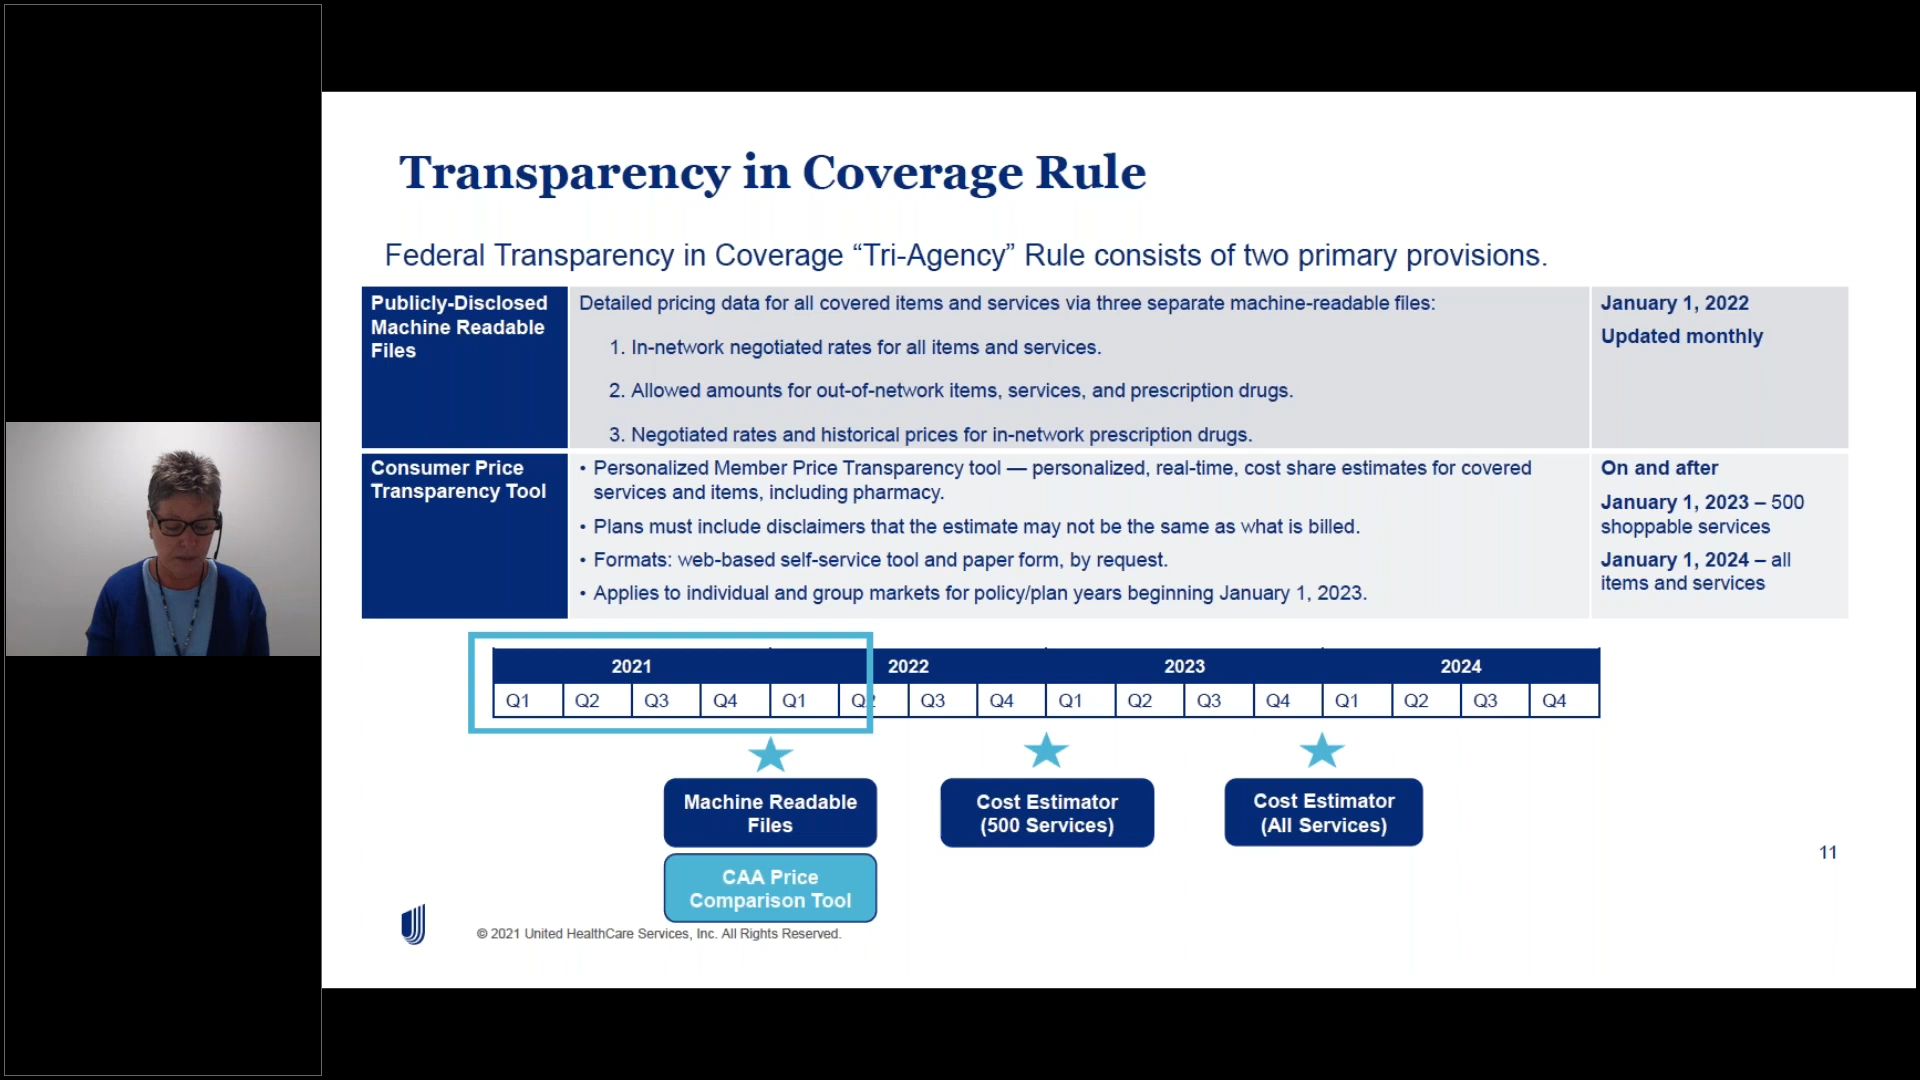 Transparency in Coverage Rule
Federal Transparency in Coverage “Tri-Agency” Rule consists of two primary provisions.
Publicly-Disclosed
Machine Readable
Files
Detailed pricing data for all covered items and services via three separate machine-readable files:
1. In-network negotiated rates for all items and services.
2. Allowed amounts for out-of-network items, services, and prescription drugs.
3. Negotiated rates and historical prices for in-network prescription drugs.
January 1, 2022
Updated monthly
Consumer Price
Transparency Tool
• Personalized Member Price Transparency tool — personalized, real-time, cost share estimates for covered
services and items, including pharmacy.
• Plans must include disclaimers that the estimate may not be the same as what is billed.
• Formats: web-based self-service tool and paper form, by request.
• Applies to individual and group markets for policy/plan years beginning January 1, 2023.
On and after
January 1, 2023 – 500
shoppable services
January 1, 2024 – all
items and services
2021 2022 2023 2024
Q1 Q2 Q3 Q4 Q1 Q2 Q3 Q4 Q1 Q2 Q3 Q4 Q1 Q2 Q3 Q4
Machine Readable
Files
Cost Estimator
(500 Services)
Cost Estimator
(All Services)
CAA Price
Comparison Tool
11
© 2021 United HealthCare Services, Inc. All Rights Reserved.